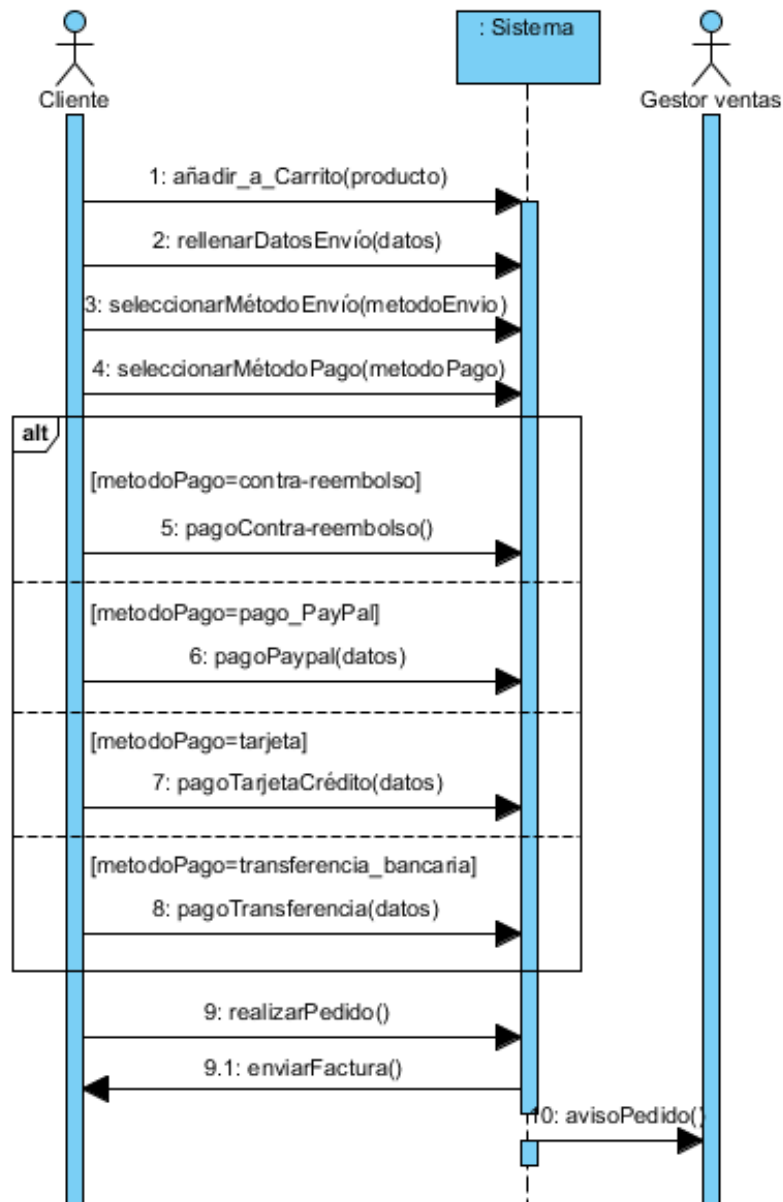 : Sistema
Cliente
Gestor ventas
1: añadir_a_Carrito(producto)
2: rellenarDatosEnvío(datos)
3: seleccionarMétodoEnvío(metodoEnvio)
4: seleccionarMétodoPago(metodoPago)
alt
[metodoPago=contra-reembolso]
5: pagoContra-reembolso()
[metodoPago=pago_PayPal]
6: pagoPaypal(datos)
[metodoPago=tarjeta]
7: pagoTarjetaCrédito(datos)
[metodoPago=transferencia_bancaria]
8: pagoTransferencia(datos)
9: realizarPedido()
9.1: enviarFactura()
10: avisoPedido()